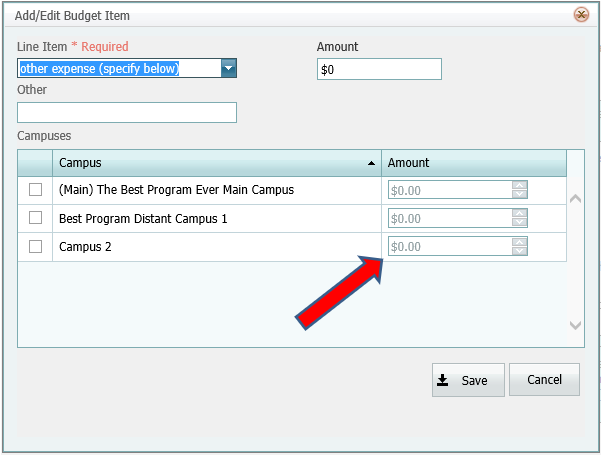 Add/Edit Budget Item
Line Item * Required
Amount
other expense (specify below)
$0
Other
Campuses
Campus
Amount
(Main) The Best Program Ever Main Campus
$0.00
Best Program Distant Campus 1
$0.00
Campus 2
$0.00
Save
Cancel